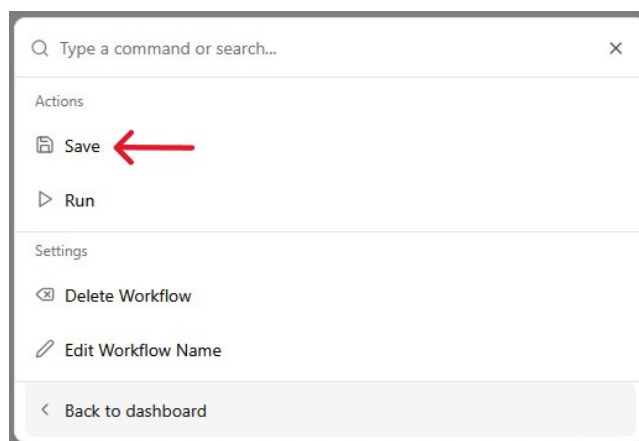 Type a command or search...
Actions
Save
Run
Settings
Delete Workflow
Edit Workflow Name
Back to dashboard